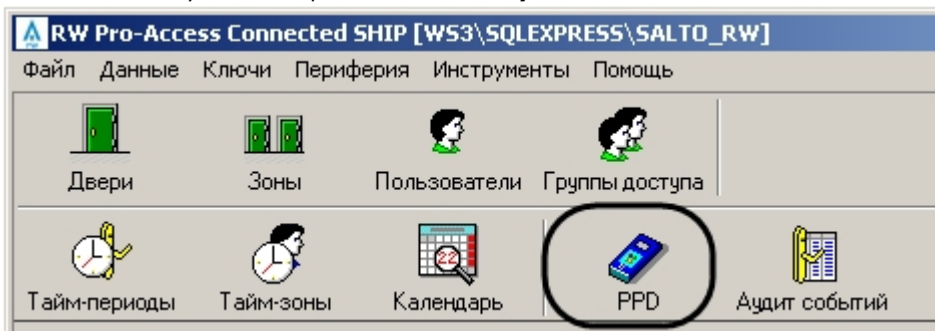 RW Pro-Access Connected SHIP [WS3\SQLEXPRESS\SALTO_RW]
Файл Данные Ключи Периферия Инструменты Помощь
Двери Зоны Пользователи Группы доступа
22
Тайм-периоды Тайм-зоны Календарь PPD Аудит событий